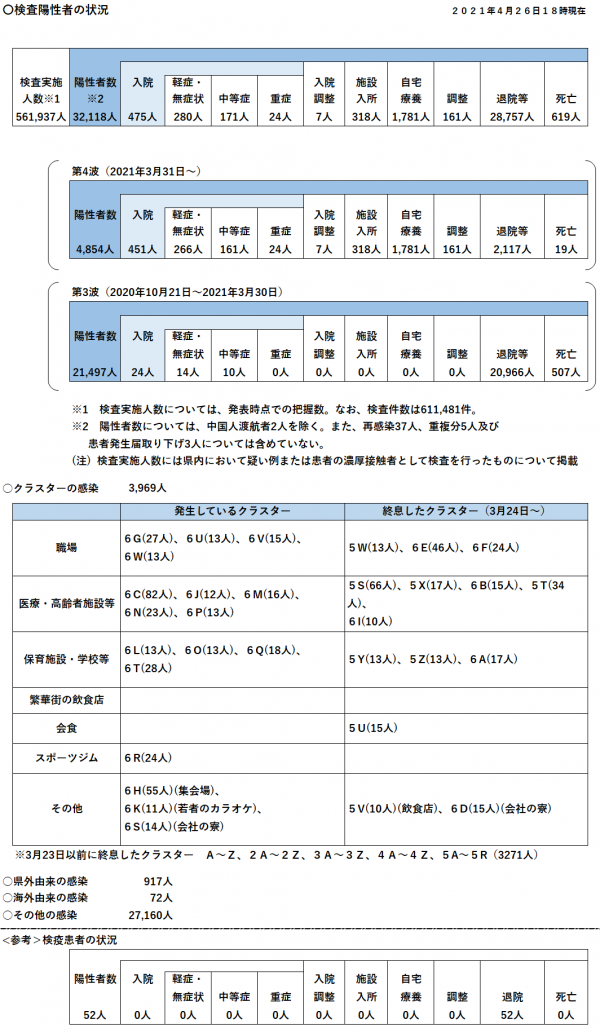 〇検査陽性者の状況 ２０２１年４月２６日１８時現在
検査実施人数※1 陽性者数※2 入院 軽症・無症状 中等症 重症 入院調整 施設入所 自宅療養 調整 退院等 死亡
561,937人 32,118人 475人 280人 171人 24人 7人 318人 1,781人 161人 28,757人 619人
第4波（2021年3月31日～）
陽性者数 入院 軽症・無症状 中等症 重症 入院調整 施設入所 自宅療養 調整 退院等 死亡
4,854人 451人 266人 161人 24人 7人 318人 1,781人 161人 2,117人 19人
第3波（2020年10月21日～2021年3月30日）
陽性者数 入院 軽症・無症状 中等症 重症 入院調整 施設入所 自宅療養 調整 退院等 死亡
21,497人 24人 14人 10人 0人 0人 0人 0人 0人 20,966人 507人
※1 検査実施人数については、発表時点での把握数。なお、検査件数は611,481件。
※2 陽性者数については、中国人渡航者2人を除く。また、再感染37人、重複分5人及び
患者発生届取り下げ3人については含めていない。
（注）検査実施人数には県内において疑い例または患者の濃厚接触者として検査を行ったものについて掲載
〇クラスターの感染 3,969人
発生しているクラスター 終息したクラスター（3月24日～）
職場
６G(27人)、６U(13人)、６V(15人)、
６W(13人)
５W(13人)、６E(46人)、６F(24人)
医療・高齢者施設等
６C(82人)、６J(12人)、６M(16人)、
６N(23人)、６P(13人)
５S(66人)、５X(17人)、６B(15人)、５T(34
人)、
６I(10人)
保育施設・学校等
６L(13人)、６O(13人)、６Q(18人)、
６T(28人)
５Y(13人)、５Z(13人)、６A(17人)
繁華街の飲食店
会食
５U(15人)
スポーツジム
６R(24人)
その他
６H(55人)(集会場)、
６K(11人)(若者のカラオケ)、
６S(14人)(会社の寮)
５V(10人)(飲食店)、６D(15人)(会社の寮)
※3月23日以前に終息したクラスター A～Z、２A～２Z、３A～３Z、４A～４Z、５A～５R（3271人）
〇県外由来の感染 917人
〇海外由来の感染 72人
〇その他の感染 27,160人
＜参考＞検疫患者の状況
陽性者数 入院 軽症・無症状 中等症 重症 入院調整 施設入所 自宅療養 調整 退院 死亡
52人 0人 0人 0人 0人 0人 0人 0人 0人 52人 0人